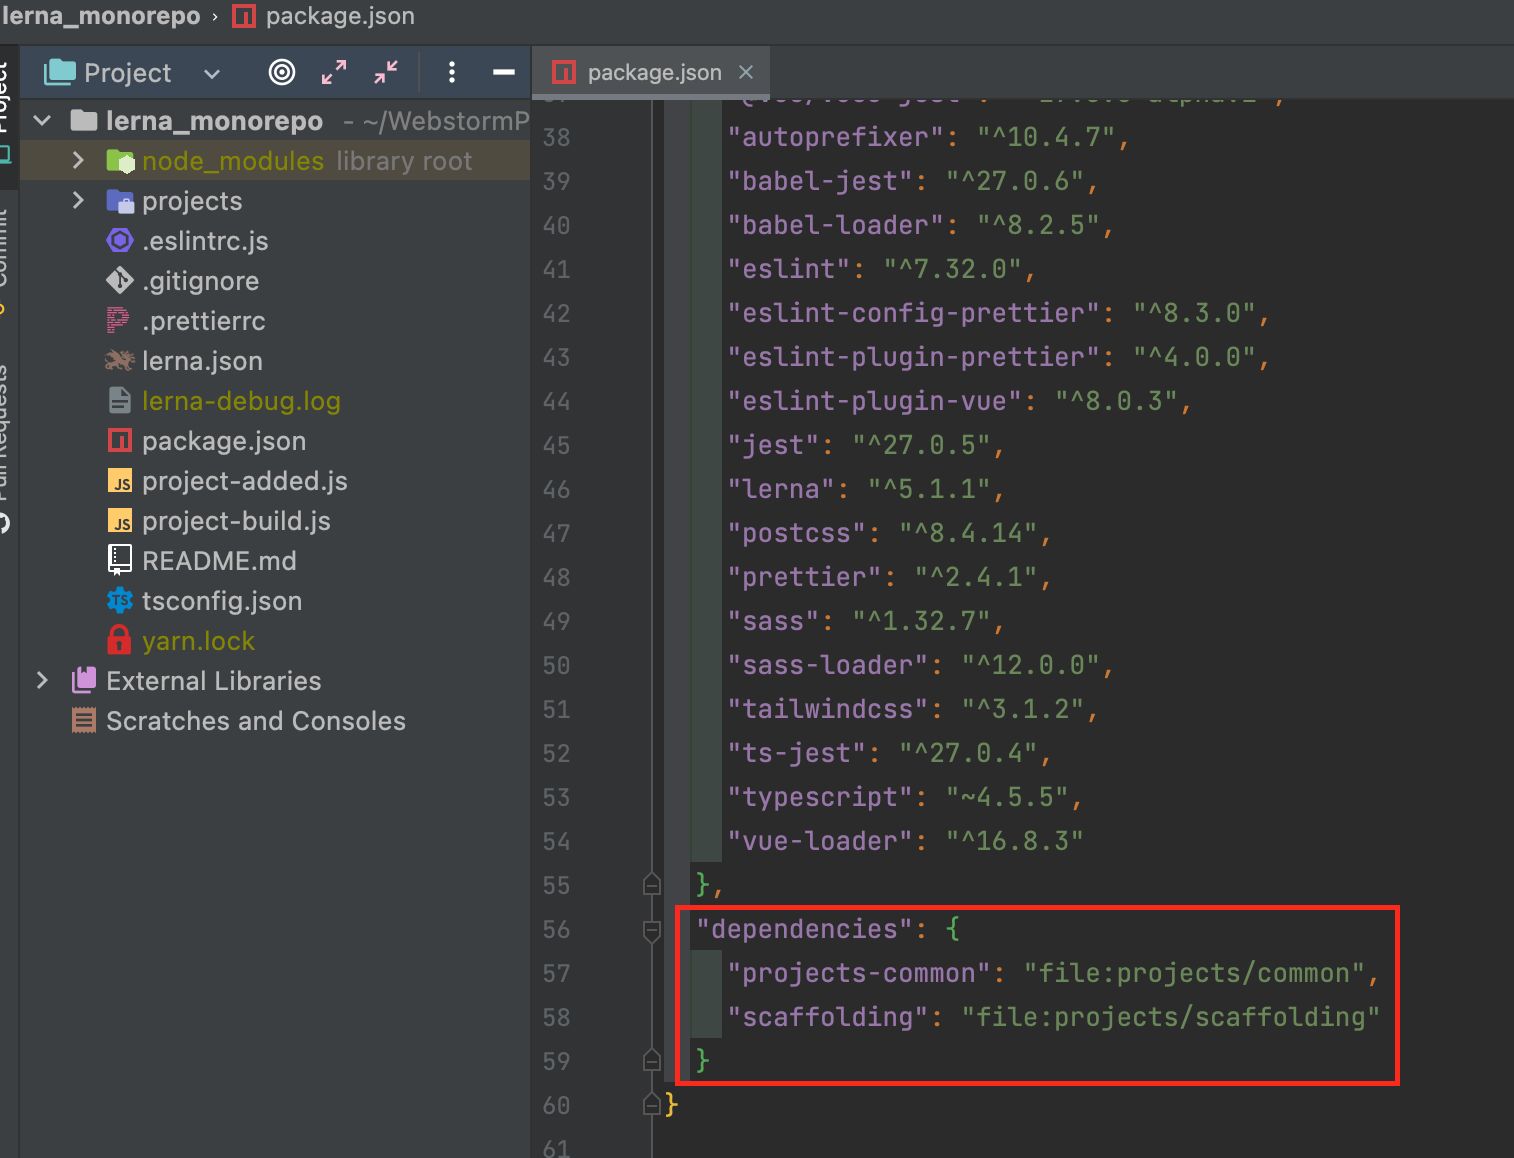 lerna_monorepo › package.json
Project
package.json
lerna_monorepo - ~/WebstormP
node_modules library root
projects
.eslintrc.js
.gitignore
.prettierrc
lerna.json
lerna-debug.log
package.json
project-added.js
project-build.js
README.md
tsconfig.json
yarn.lock
External Libraries
Scratches and Consoles
Project
Commit
Pull Requests
38 "autoprefixer": "^10.4.7",
39 "babel-jest": "^27.0.6",
40 "babel-loader": "^8.2.5",
41 "eslint": "^7.32.0",
42 "eslint-config-prettier": "^8.3.0",
43 "eslint-plugin-prettier": "^4.0.0",
44 "eslint-plugin-vue": "^8.0.3",
45 "jest": "^27.0.5",
46 "lerna": "^5.1.1",
47 "postcss": "^8.4.14",
48 "prettier": "^2.4.1",
49 "sass": "^1.32.7",
50 "sass-loader": "^12.0.0",
51 "tailwindcss": "^3.1.2",
52 "ts-jest": "^27.0.4",
53 "typescript": "~4.5.5",
54 "vue-loader": "^16.8.3"
55 },
56 "dependencies": {
57 "projects-common": "file:projects/common",
58 "scaffolding": "file:projects/scaffolding"
59 }
60 }
61